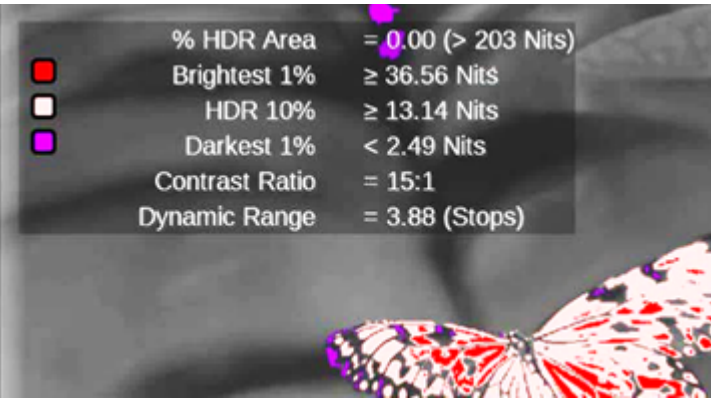 % HDR Area = 0.00 (> 203 Nits)
Brightest 1% ≥ 36.56 Nits
HDR 10% ≥ 13.14 Nits
Darkest 1% < 2.49 Nits
Contrast Ratio = 15:1
Dynamic Range = 3.88 (Stops)